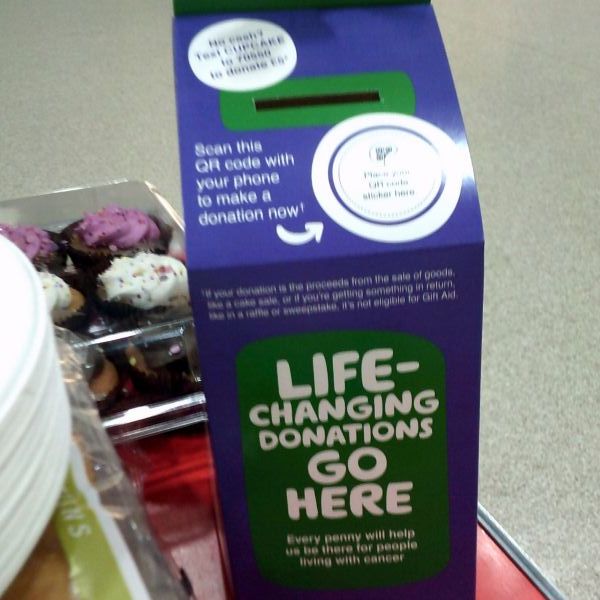 No cash?
Text CUPCAKE
to 70550
to donate £5†
Scan this
QR code with
your phone
to make a
donation now†
Place your
QR code
sticker here
†If your donation is the proceeds from the sale of goods,
like a cake sale, or if you're getting something in return,
like in a raffle or sweepstake, it's not eligible for Gift Aid.
LIFE-
CHANGING
DONATIONS
GO
HERE
Every penny will help
us be there for people
living with cancer